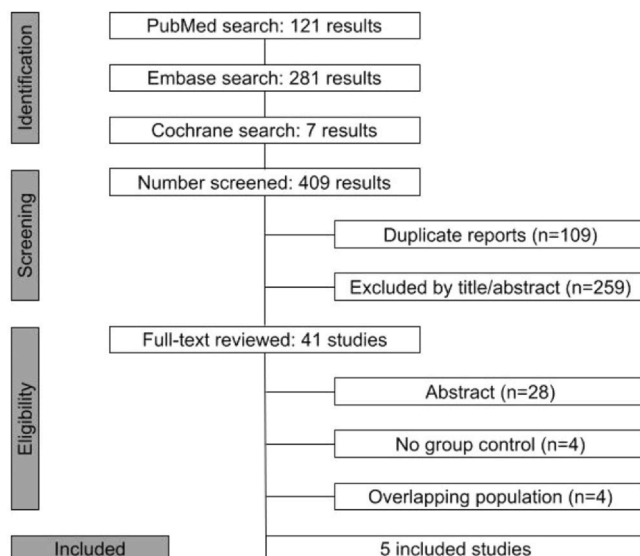 Identification
PubMed search: 121 results
Embase search: 281 results
Cochrane search: 7 results
Screening
Number screened: 409 results
Duplicate reports (n=109)
Excluded by title/abstract (n=259)
Eligibility
Full-text reviewed: 41 studies
Abstract (n=28)
No group control (n=4)
Overlapping population (n=4)
Included
5 included studies